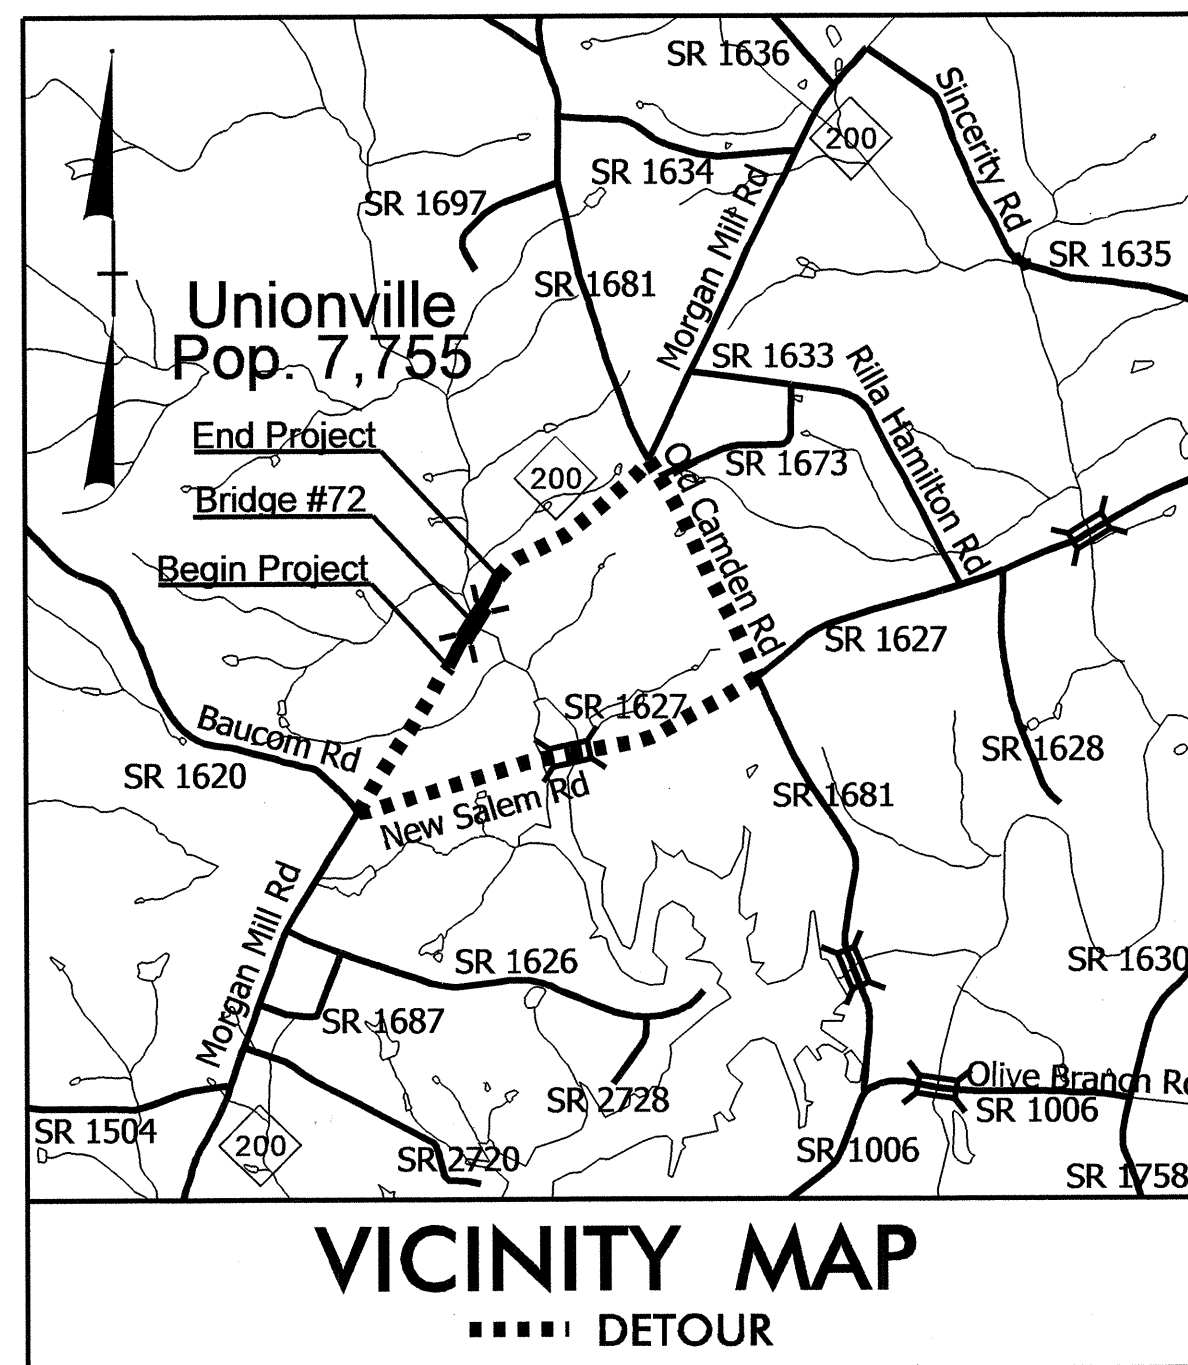 SR 1636
Sincerity Rd
200
SR 1634
SR 1697
Morgan Mill Rd
SR 1635
SR 1681
Unionville
Pop. 7,755
SR 1633
Rilla Hamilton Rd
End Project
Old Camden Rd
SR 1673
200
Bridge #72
Begin Project
SR 1627
SR 1627
Baucom Rd
SR 1628
SR 1620
New Salem Rd
SR 1681
Morgan Mill Rd
SR 1626
SR 1630
SR 1687
Olive Branch Rd
SR 2728
SR 1006
SR 1504
200
SR 2720
SR 1006
SR 1758
VICINITY MAP
DETOUR